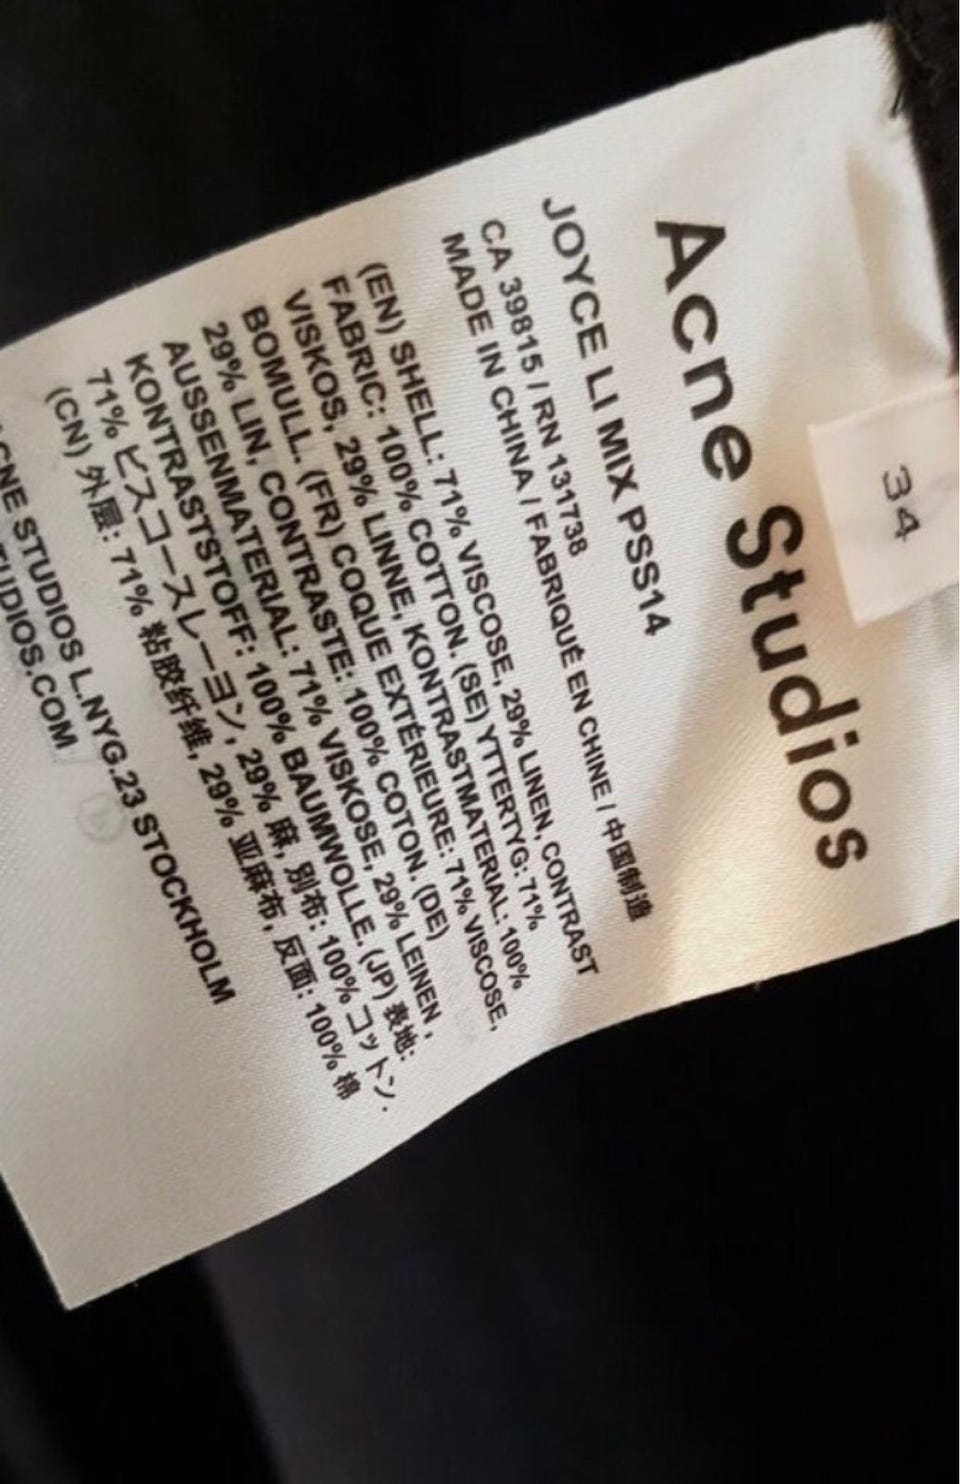 34
Acne Studios
JOYCE LI MIX PSS14
CA 39815 / RN 131738
MADE IN CHINA / FABRIQUÉ EN CHINE / 中国制造
(EN) SHELL: 71% VISCOSE, 29% LINEN, CONTRAST
FABRIC: 100% COTTON. (SE) YTTERTYG: 71%
VISKOS, 29% LINNE, KONTRASTMATERIAL: 100%
BOMULL. (FR) COQUE EXTÉRIEURE: 71% VISCOSE,
29% LIN, CONTRASTE: 100% COTON. (DE)
AUSSENMATERIAL: 71% VISKOSE, 29% LEINEN ,
KONTRASTSTOFF: 100% BAUMWOLLE. (JP) 表地:
71% ビスコースレーヨン, 29% 麻, 別布: 100% コットン.
(CN) 外层: 71% 粘胶纤维, 29% 亚麻布, 反面: 100% 棉
ACNE STUDIOS L.NYG.23 STOCKHOLM
STUDIOS.COM